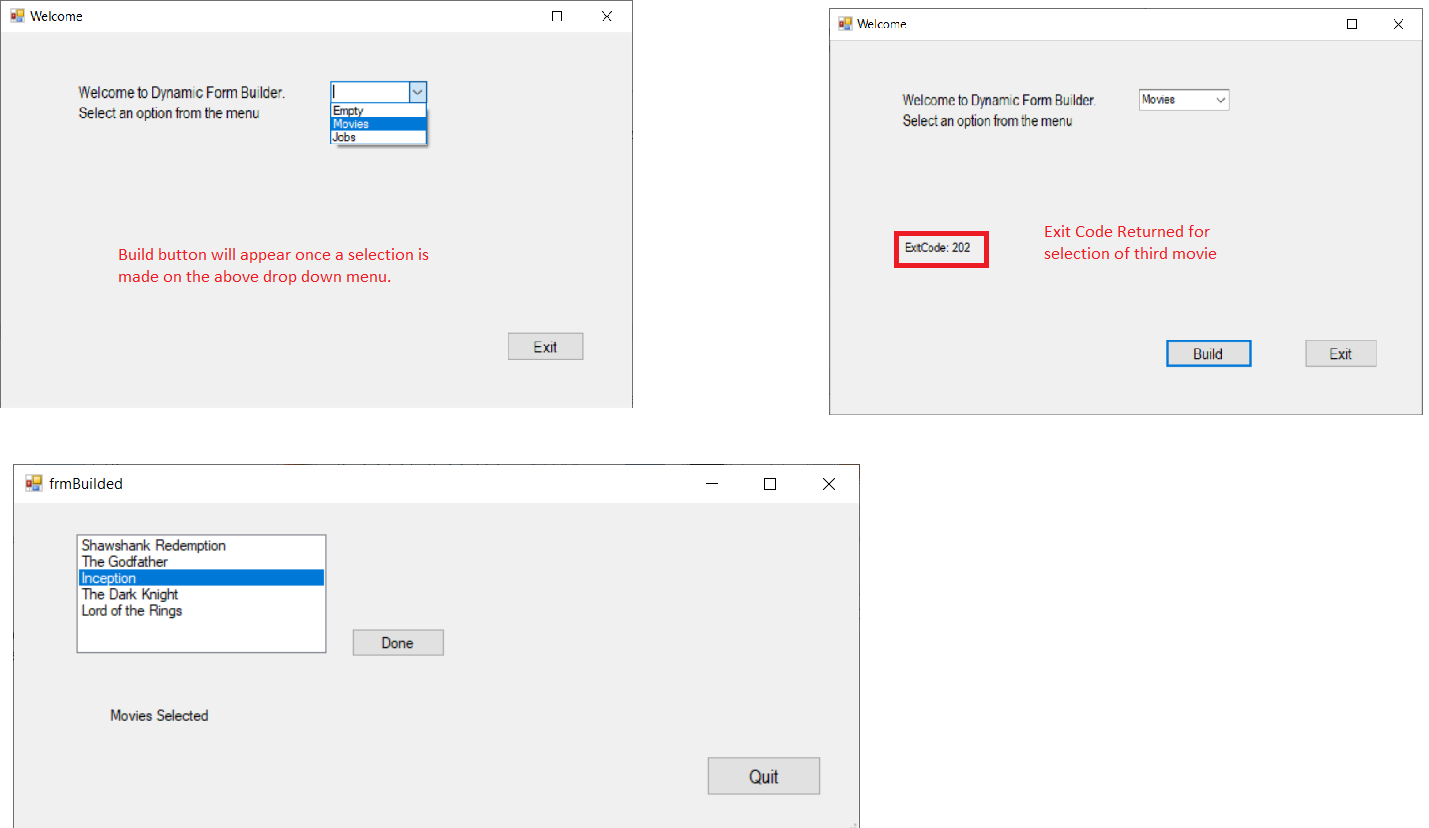 Welcome
Welcome to Dynamic Form Builder.
Select an option from the menu
Empty
Movies
Jobs
Build button will appear once a selection is
made on the above drop down menu.
Exit
Welcome
Welcome to Dynamic Form Builder.
Select an option from the menu
Movies
ExitCode: 202
Exit Code Returned for
selection of third movie
Build
Exit
frmBuilded
Shawshank Redemption
The Godfather
Inception
The Dark Knight
Lord of the Rings
Done
Movies Selected
Quit